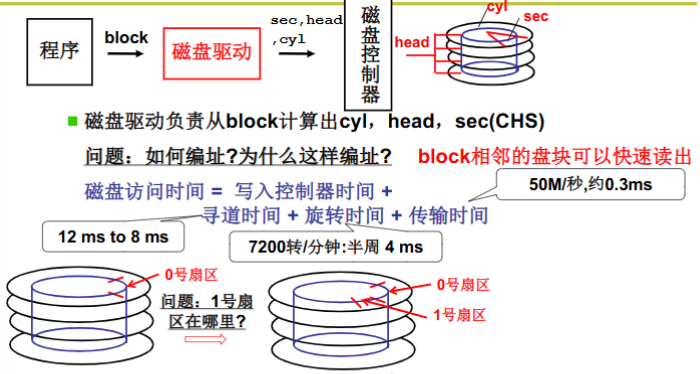 程序
block
磁盘驱动
sec,head
,cyl
磁盘控制器
head
cyl
sec
磁盘驱动负责从block计算出cyl，head，sec(CHS)
问题：如何编址?为什么这样编址?
block相邻的盘块可以快速读出
磁盘访问时间 = 写入控制器时间 +
50M/秒,约0.3ms
寻道时间 + 旋转时间 + 传输时间
12 ms to 8 ms
7200转/分钟:半周 4 ms
0号扇区
问题：1号扇
区在哪里?
0号扇区
1号扇区